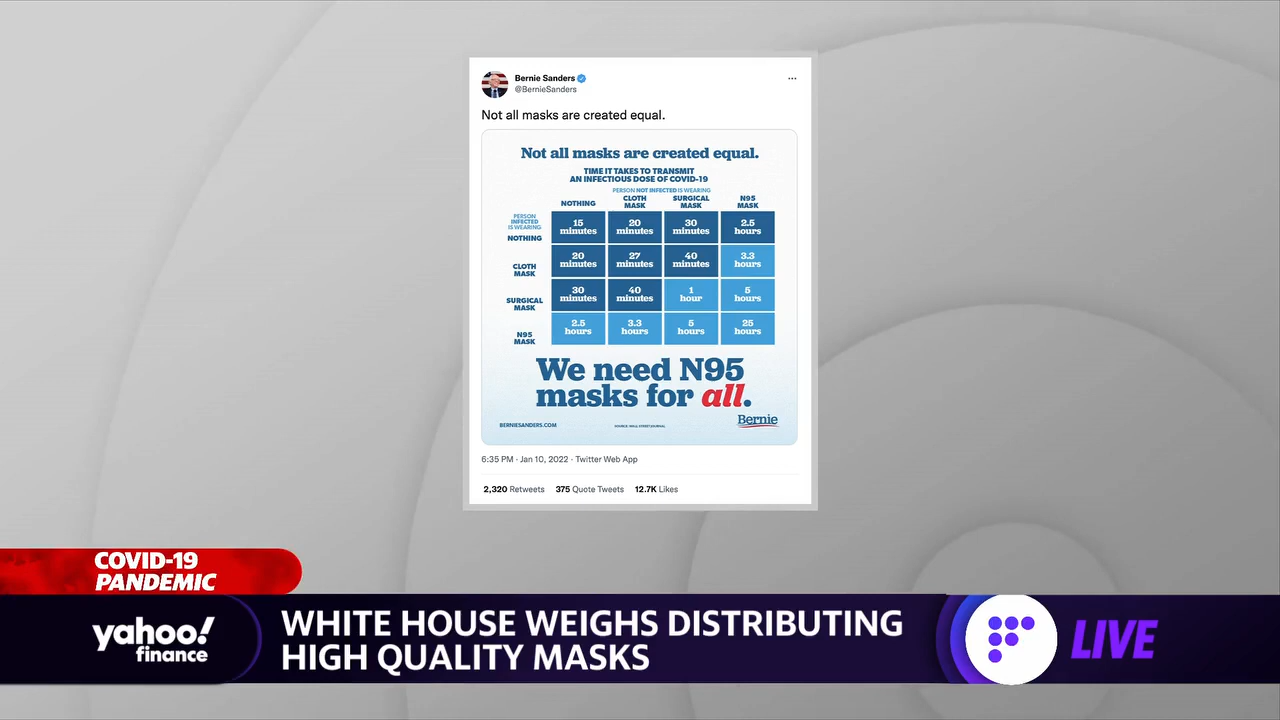 Bernie Sanders
@BernieSanders
...
Not all masks are created equal.
Not all masks are created equal.
TIME IT TAKES TO TRANSMIT
AN INFECTIOUS DOSE OF COVID-19
PERSON NOT INFECTED IS WEARING
NOTHING
CLOTH
MASK
SURGICAL
MASK
N95
MASK
PERSON
INFECTED
IS WEARING
NOTHING
15
minutes
20
minutes
30
minutes
2.5
hours
CLOTH
MASK
20
minutes
27
minutes
40
minutes
3.3
hours
SURGICAL
MASK
30
minutes
40
minutes
1
hour
5
hours
N95
MASK
2.5
hours
3.3
hours
5
hours
25
hours
We need N95
masks for all.
BERNIESANDERS.COM
SOURCE: WALL STREET JOURNAL
Bernie
6:35 PM · Jan 10, 2022 · Twitter Web App
2,320 Retweets 375 Quote Tweets 12.7K Likes
COVID-19
PANDEMIC
yahoo!
finance
WHITE HOUSE WEIGHS DISTRIBUTING
HIGH QUALITY MASKS
LIVE